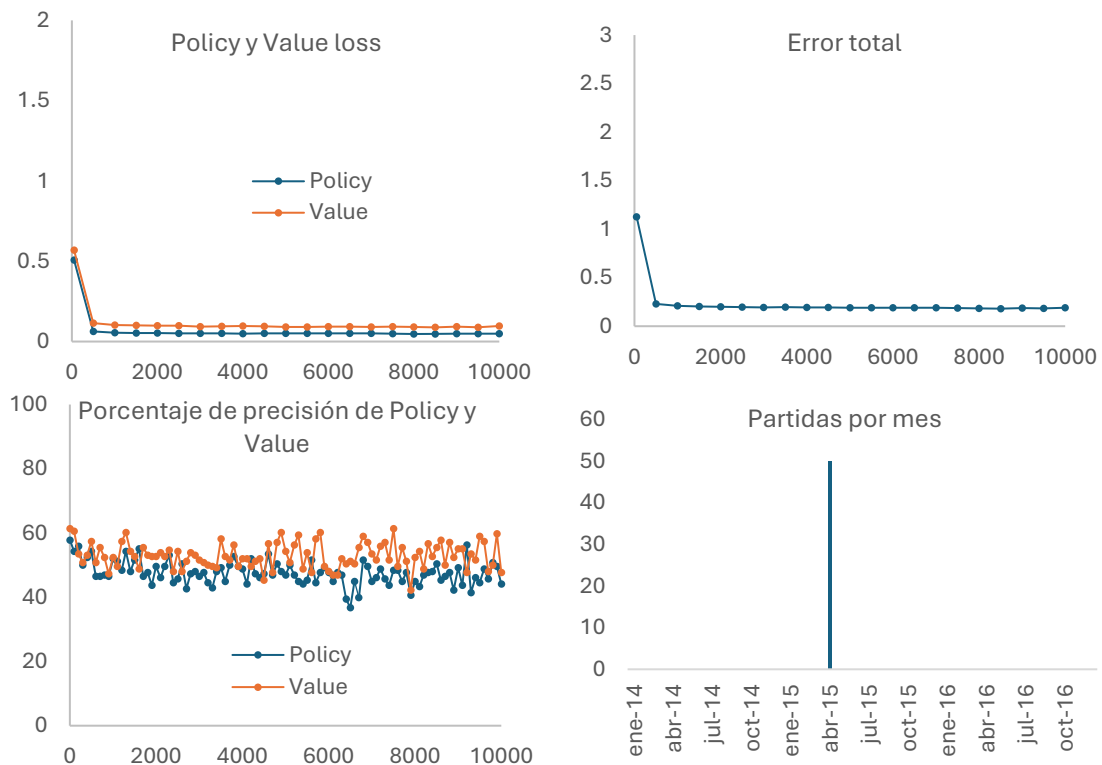 Policy y Value loss
2
1.5
1
0.5
0
Policy
Value
0 2000 4000 6000 8000 10000
Error total
3
2.5
2
1.5
1
0.5
0
0 2000 4000 6000 8000 10000
Porcentaje de precisión de Policy y
Value
100
80
60
40
20
0
Policy
Value
0 2000 4000 6000 8000 10000
Partidas por mes
60
50
40
30
20
10
0
ene-14
abr-14
jul-14
oct-14
ene-15
abr-15
jul-15
oct-15
ene-16
abr-16
jul-16
oct-16